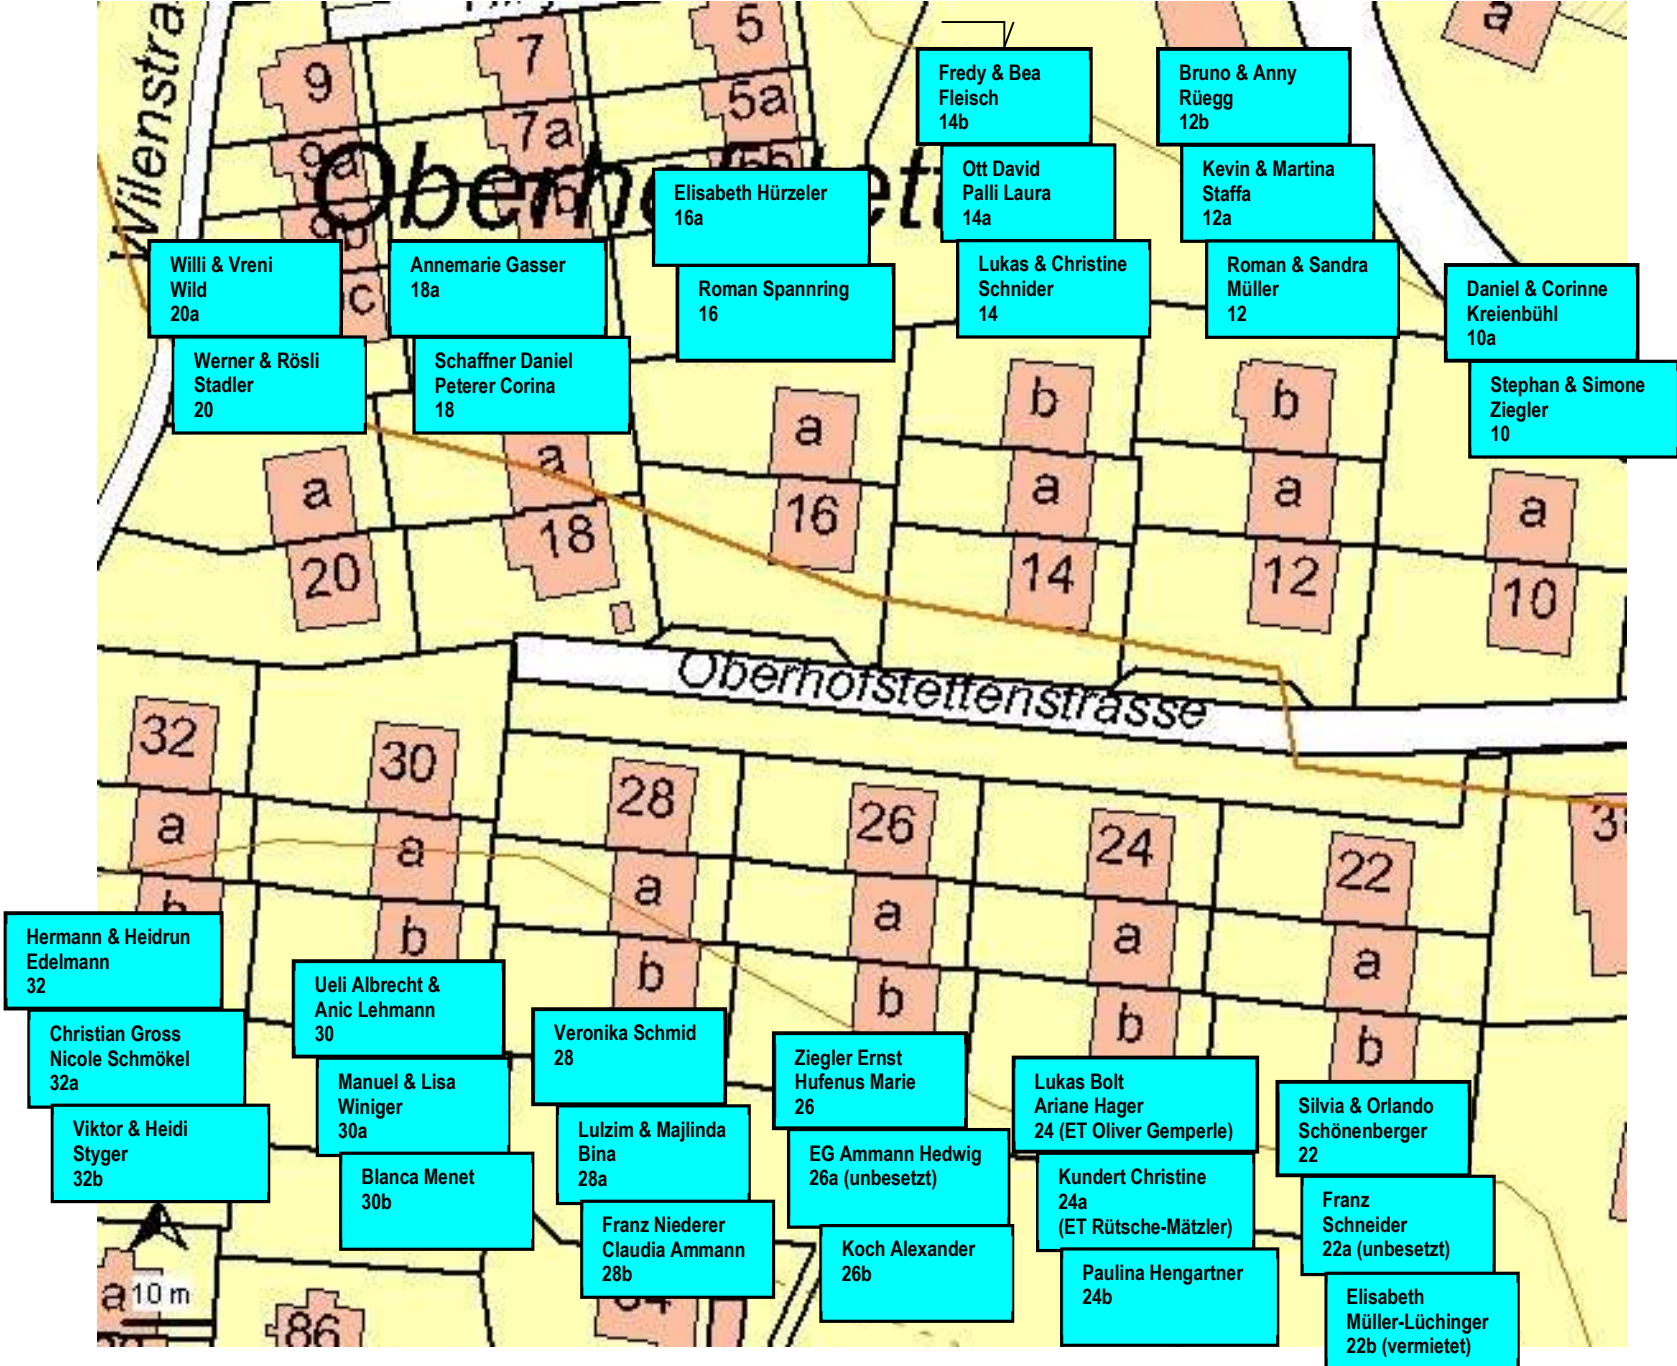 Willenstra
9
9a
9b
c
7
7a
b
5
5a
5b
a
Fredy & Bea
Fleisch
14b
Bruno & Anny
Rüegg
12b
Ott David
Palli Laura
14a
Kevin & Martina
Staffa
12a
Elisabeth Hürzeler
16a
Willi & Vreni
Wild
20a
Annemarie Gasser
18a
Roman Spannring
16
Lukas & Christine
Schnider
14
Roman & Sandra
Müller
12
Daniel & Corinne
Kreienbühl
10a
Werner & Rösli
Stadler
20
Schaffner Daniel
Peterer Corina
18
Stephan & Simone
Ziegler
10
a
20
a
18
a
16
b
a
14
b
a
12
a
10
Oberhofstettenstrasse
32
a
b
30
a
b
28
a
b
26
a
b
24
a
b
22
a
b
Hermann & Heidrun
Edelmann
32
Christian Gross
Nicole Schmökel
32a
Viktor & Heidi
Styger
32b
Ueli Albrecht &
Anic Lehmann
30
Manuel & Lisa
Winiger
30a
Blanca Menet
30b
Veronika Schmid
28
Lulzim & Majlinda
Bina
28a
Franz Niederer
Claudia Ammann
28b
Ziegler Ernst
Hufenus Marie
26
EG Ammann Hedwig
26a (unbesetzt)
Koch Alexander
26b
Lukas Bolt
Ariane Hager
24 (ET Oliver Gemperle)
Kundert Christine
24a
(ET Rütsche-Mätzler)
Paulina Hengartner
24b
Silvia & Orlando
Schönenberger
22
Franz
Schneider
22a (unbesetzt)
Elisabeth
Müller-Lüchinger
22b (vermietet)
a
10 m
86